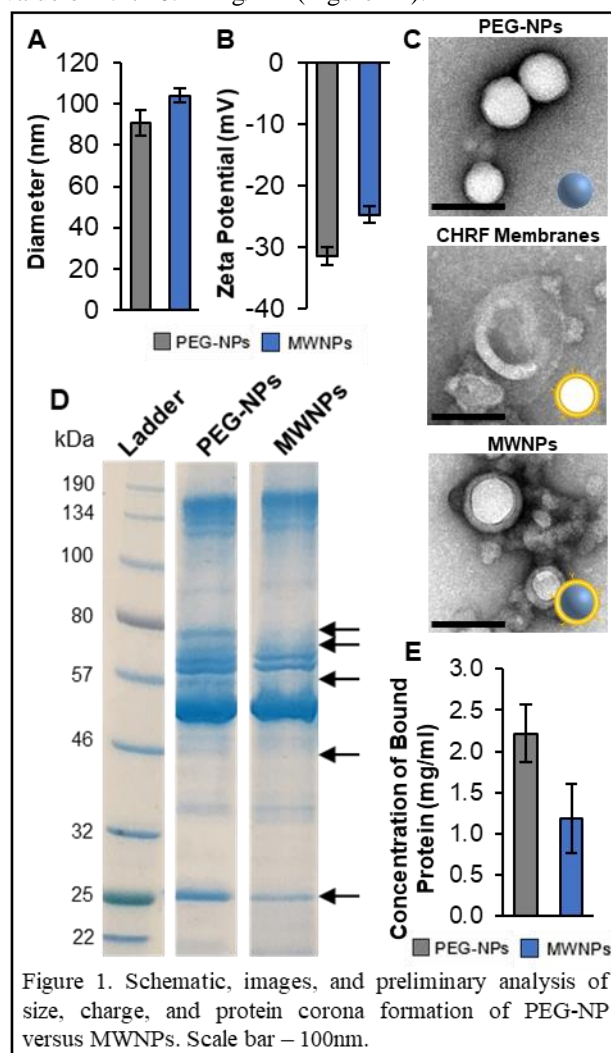 (Figure
A
120
100
80
60
40
20
0
Diameter (nm)
B
0
-10
-20
-30
-40
Zeta Potential (mV)
PEG-NPs MWNPs
C
PEG-NPs
CHRF Membranes
MWNPs
D
kDa
Ladder
PEG-NPs
MWNPs
190
134
100
80
57
46
32
25
22
E
3.0
2.5
2.0
1.5
1.0
0.5
0.0
Concentration of Bound
Protein (mg/ml)
PEG-NPs MWNPs
Figure 1. Schematic, images, and preliminary analysis of
size, charge, and protein corona formation of PEG-NP
versus MWNPs. Scale bar – 100nm.